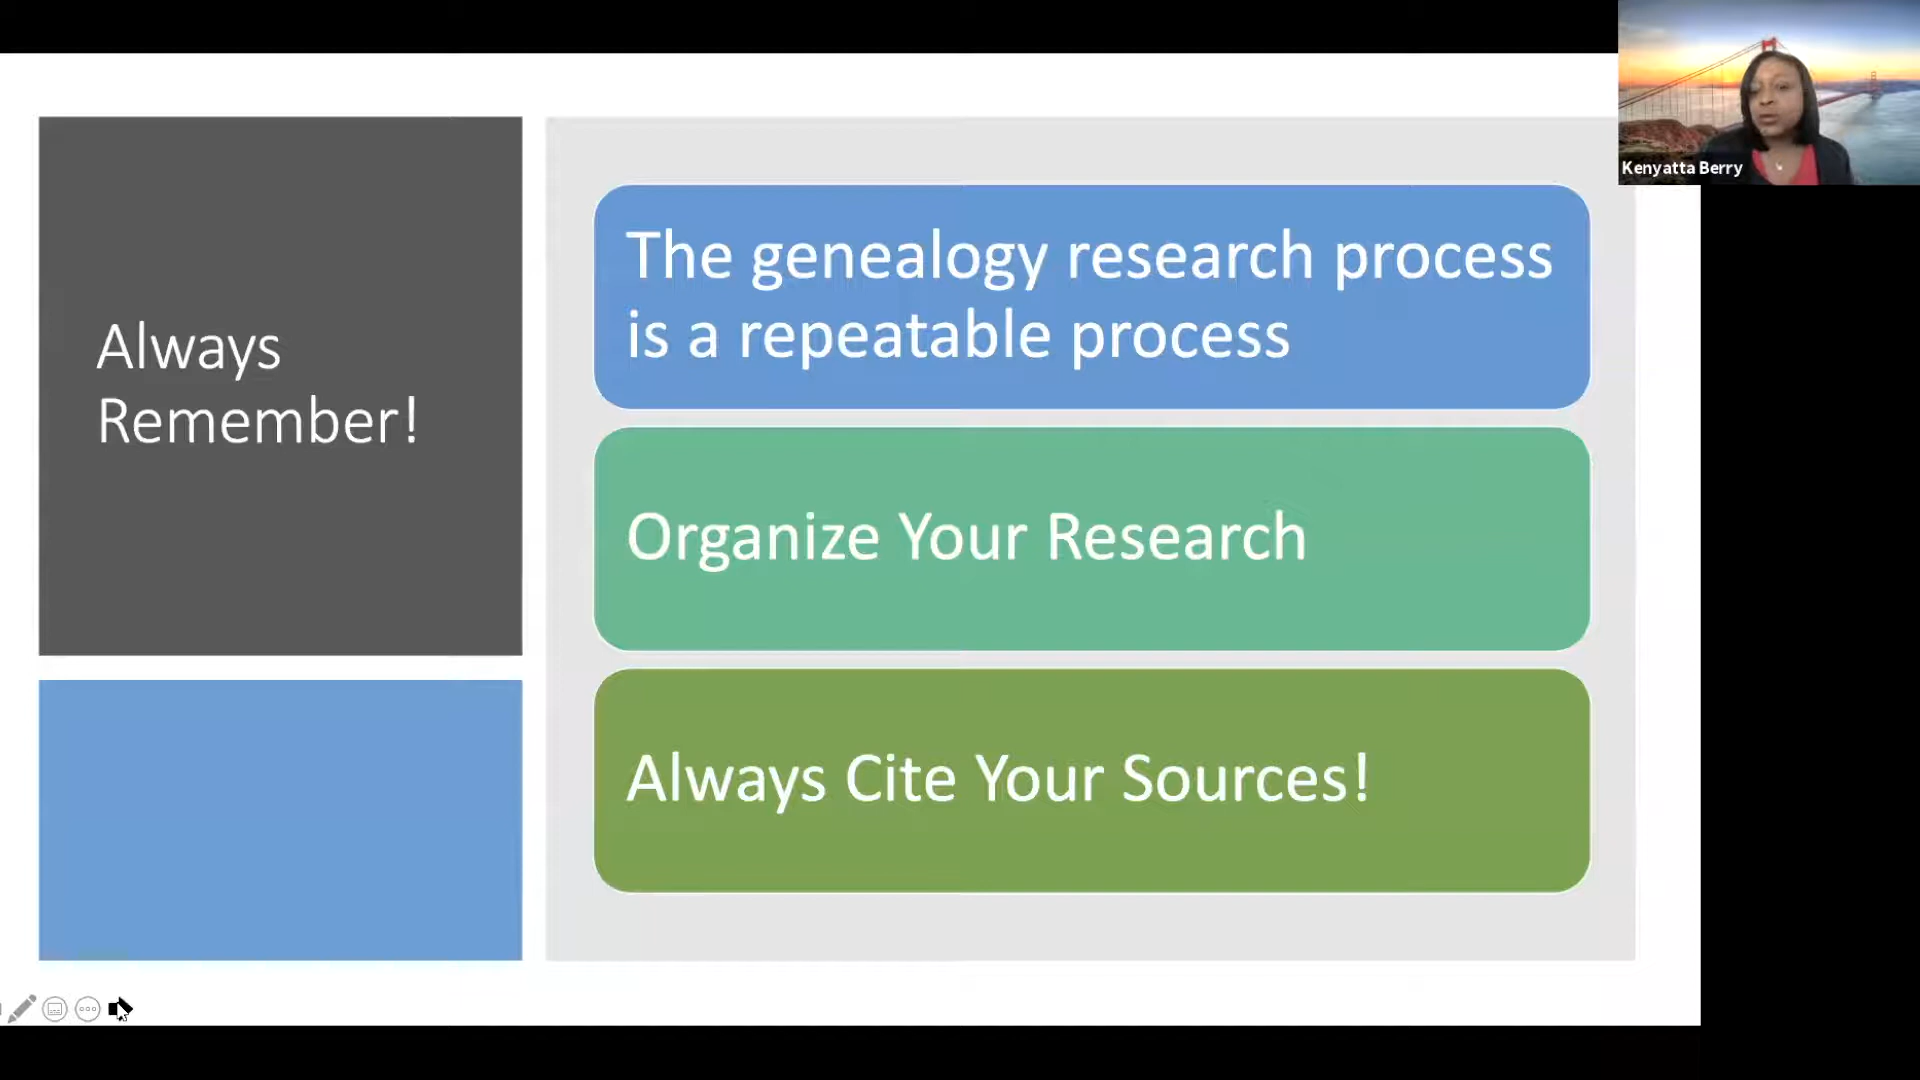 Always
Remember!
The genealogy research process
is a repeatable process
Organize Your Research
Always Cite Your Sources!
Kenyatta Berry